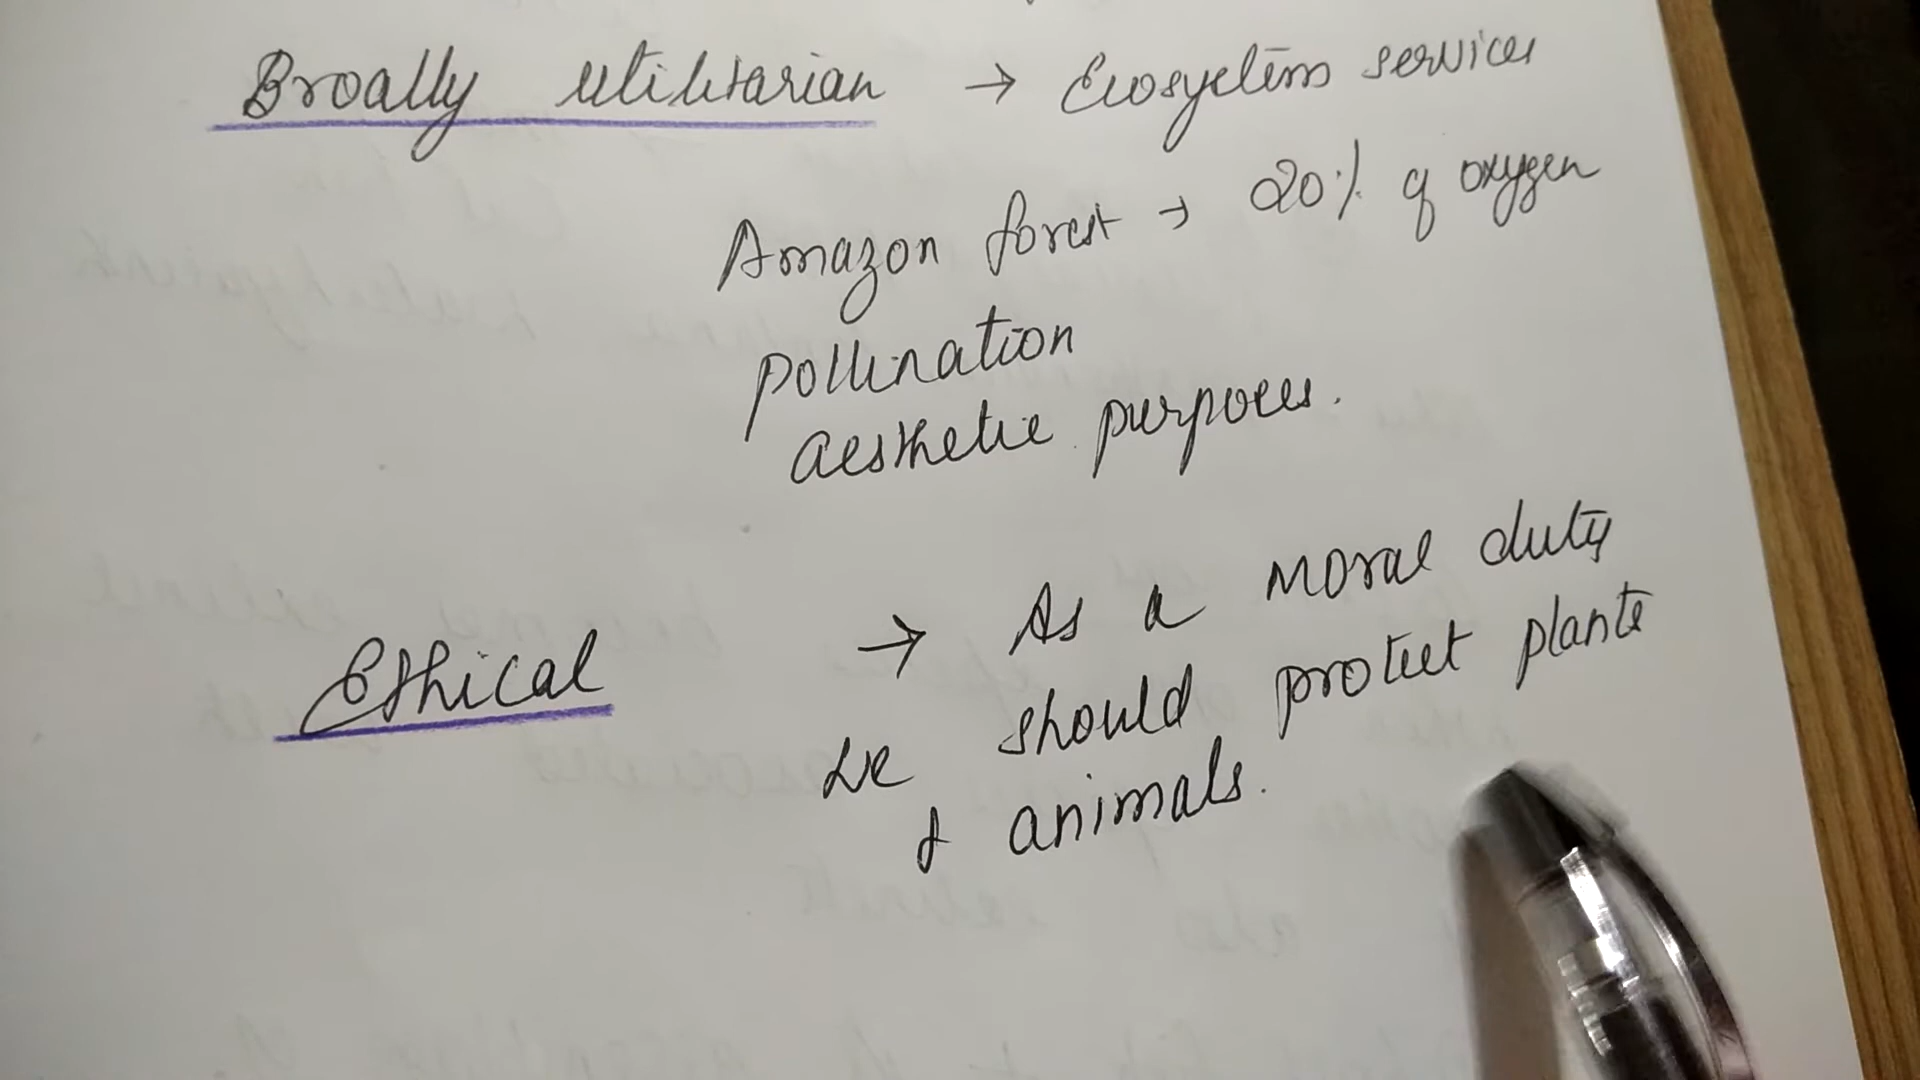 Broally utilitarian → Ecosystem services
Amazon forest → 20% of oxygen
pollination
aesthetic purposes.
Ethical → As a moral duty
we should protect plants
& animals.